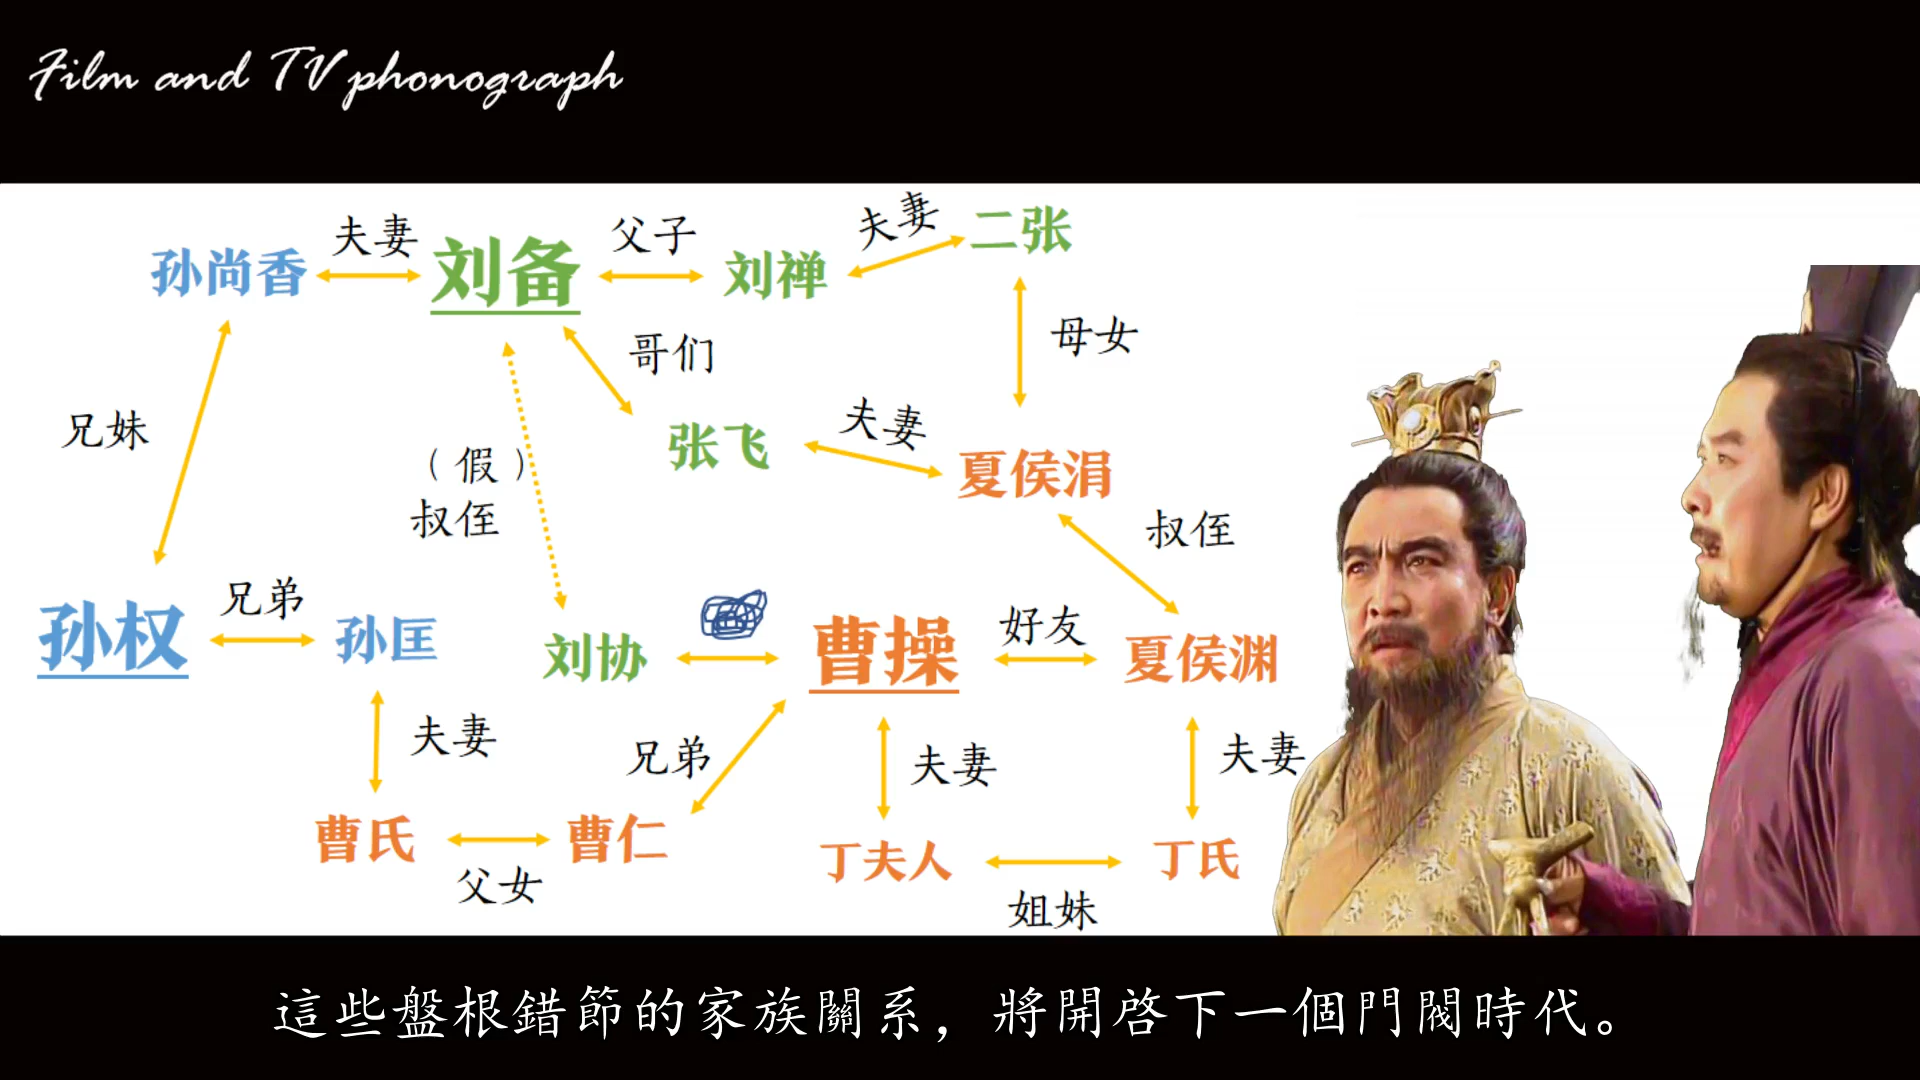 Film and TV phonograph
孙尚香 夫妻 刘备 父子 刘禅 夫妻 二张
哥们 母女
兄妹 张飞 夫妻 夏侯涓
(假)
叔侄 叔侄
孙权 兄弟 孙匡 刘协 曹操 好友 夏侯渊
夫妻 兄弟 夫妻 夫妻
曹氏 父女 曹仁 丁夫人 姐妹 丁氏
這些盤根錯節的家族關系，將開啓下一個門閥時代。